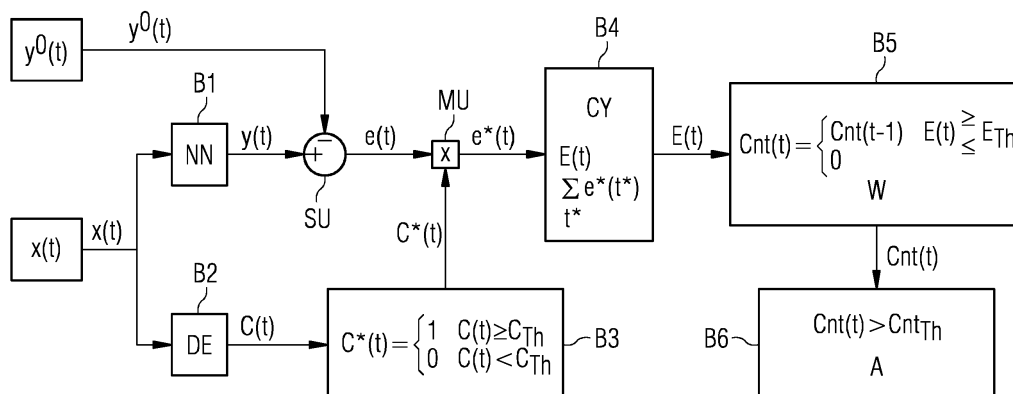 y⁰(t)
y⁰(t)
B1
NN
y(t)
−
+
SU
e(t)
MU
x
e*(t)
B4
CY
E(t)
∑ e*(t*)
t*
E(t)
B5
Cnt(t) = { Cnt(t-1) E(t) ≥ E_Th
0 ≤
W
x(t)
x(t)
B2
DE
C(t)
C*(t)
C*(t) = { 1 C(t) ≥ C_Th
0 C(t) < C_Th
B3
Cnt(t)
B6
Cnt(t) > Cnt_Th
A